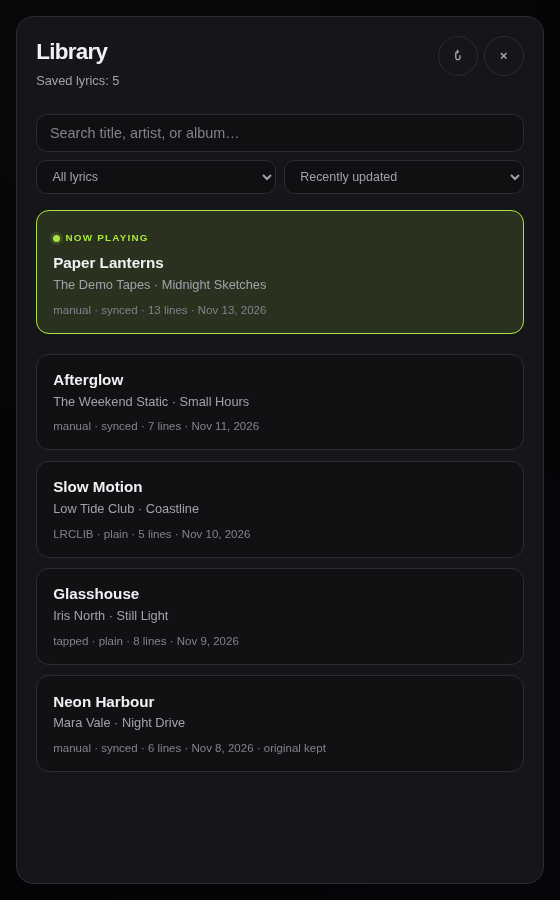 Library
Saved lyrics: 5
Search title, artist, or album…
All lyrics
Recently updated
NOW PLAYING
Paper Lanterns
The Demo Tapes · Midnight Sketches
manual · synced · 13 lines · Nov 13, 2026
Afterglow
The Weekend Static · Small Hours
manual · synced · 7 lines · Nov 11, 2026
Slow Motion
Low Tide Club · Coastline
LRCLIB · plain · 5 lines · Nov 10, 2026
Glasshouse
Iris North · Still Light
tapped · plain · 8 lines · Nov 9, 2026
Neon Harbour
Mara Vale · Night Drive
manual · synced · 6 lines · Nov 8, 2026 · original kept